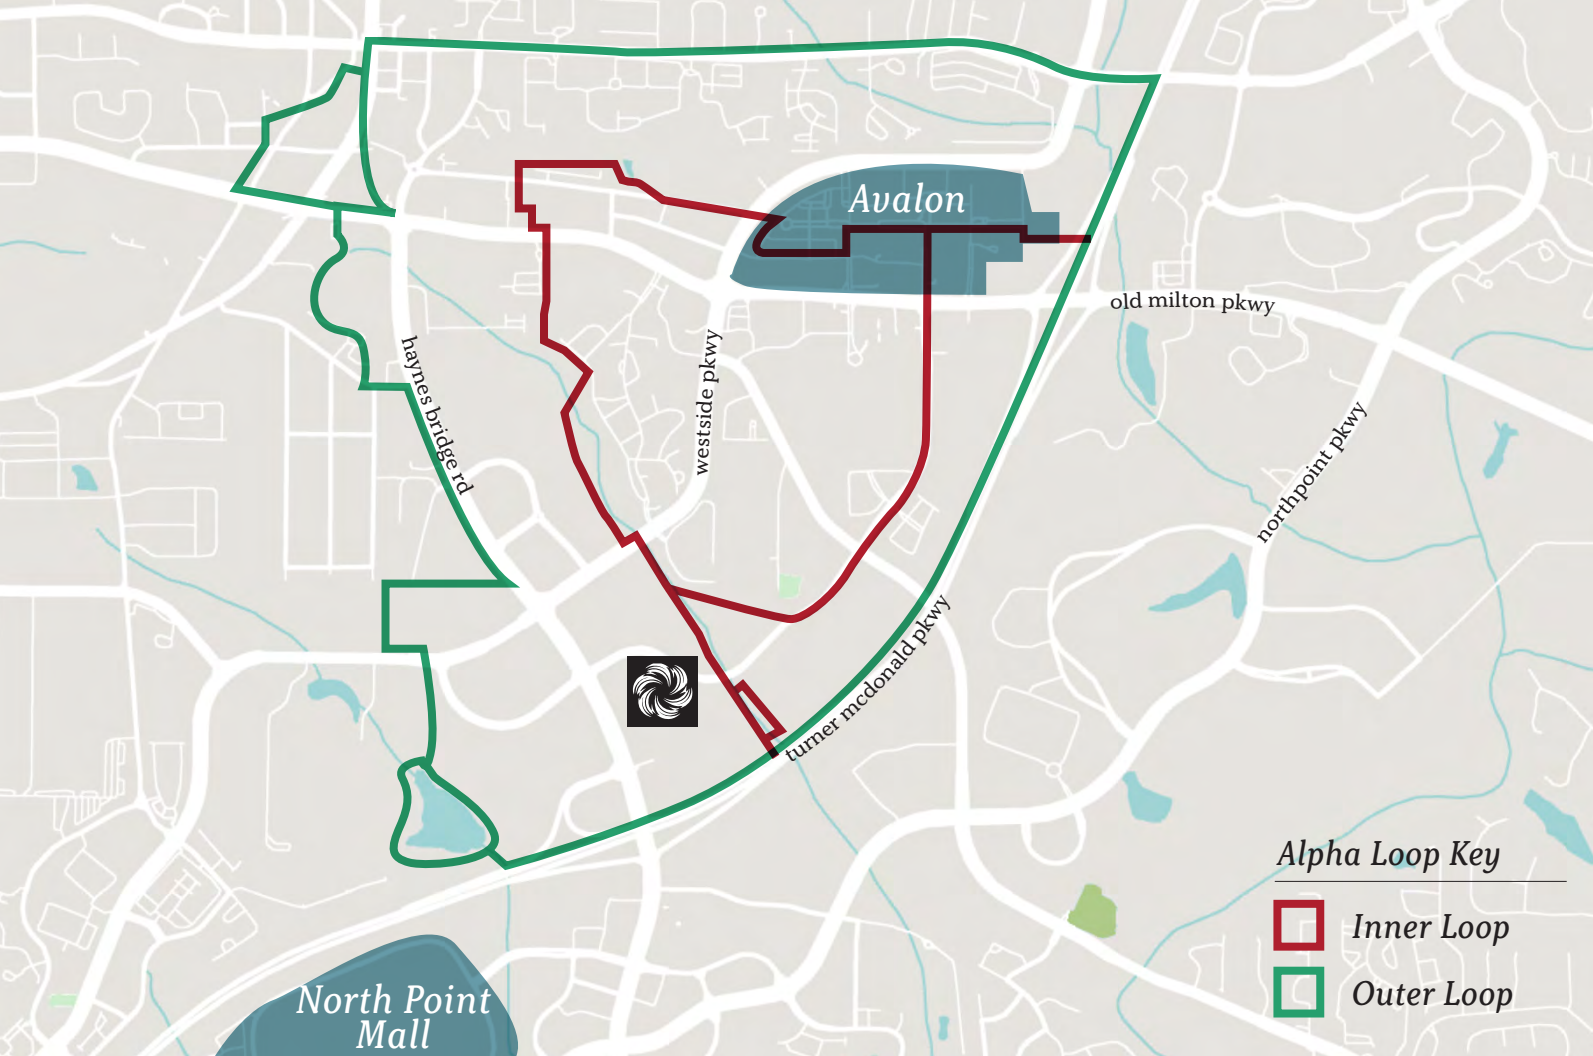 Avalon
old milton pkwy
haynes bridge rd
westside pkwy
northpoint pkwy
turner mcdonald pkwy
Alpha Loop Key
Inner Loop
Outer Loop
North Point
Mall